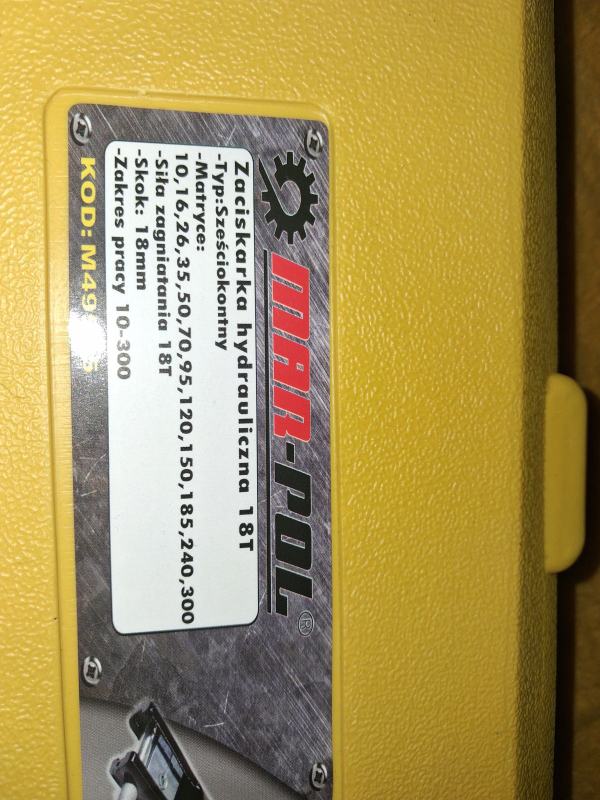 MAR-POL®
Zaciskarka hydrauliczna 18T
-Typ:Sześciokontny
-Matryce:
10,16,26,35,50,70,95,120,150,185,240,300
-Siła zagniatania 18T
-Skok: 18mm
-Zakres pracy 10-300
KOD: